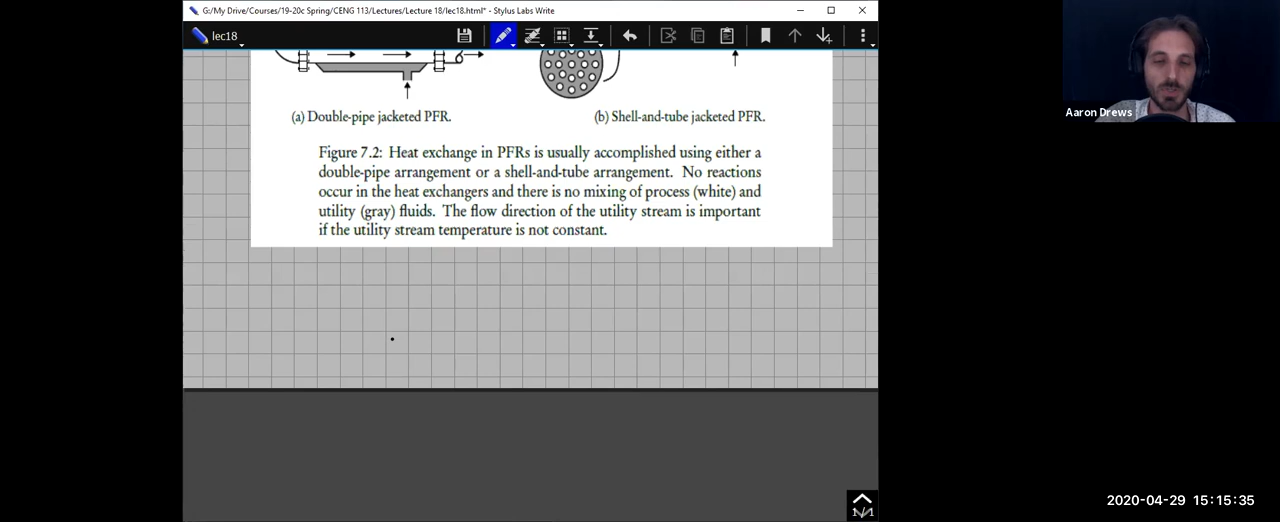 G:/My Drive/Courses/19-20c Spring/CENG 113/Lectures/Lecture 18/lec18.html* - Stylus Labs Write
lec18
Aaron Drews
(a) Double-pipe jacketed PFR.
(b) Shell-and-tube jacketed PFR.
Figure 7.2: Heat exchange in PFRs is usually accomplished using either a
double-pipe arrangement or a shell-and-tube arrangement. No reactions
occur in the heat exchangers and there is no mixing of process (white) and
utility (gray) fluids. The flow direction of the utility stream is important
if the utility stream temperature is not constant.
1/1
2020-04-29 15:15:35